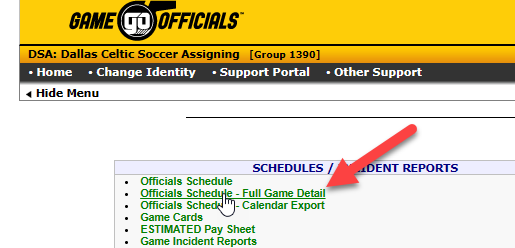 GAME go OFFICIALS™
DSA: Dallas Celtic Soccer Assigning [Group 1390]
• Home • Change Identity • Support Portal • Other Support
Hide Menu
SCHEDULES / INCIDENT REPORTS
• Officials Schedule
• Officials Schedule - Full Game Detail
• Officials Schedule - Calendar Export
• Game Cards
• ESTIMATED Pay Sheet
• Game Incident Reports